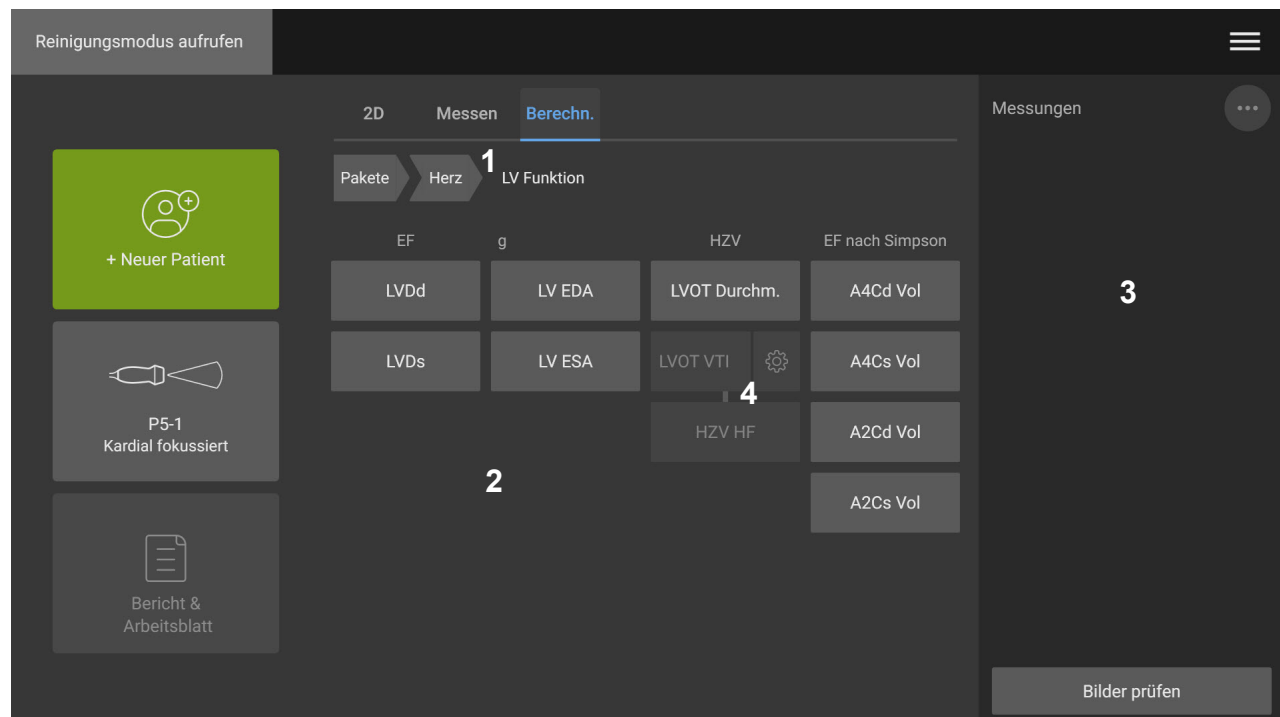 Reinigungsmodus aufrufen
2D Messen Berechn.
Messungen
1
Pakete Herz LV Funktion
+ Neuer Patient
EF g HZV EF nach Simpson
LVDd LV EDA LVOT Durchm. A4Cd Vol
3
LVDs LV ESA LVOT VTI A4Cs Vol
4
P5-1
Kardial fokussiert
HZV HF A2Cd Vol
2
A2Cs Vol
Bericht &
Arbeitsblatt
Bilder prüfen